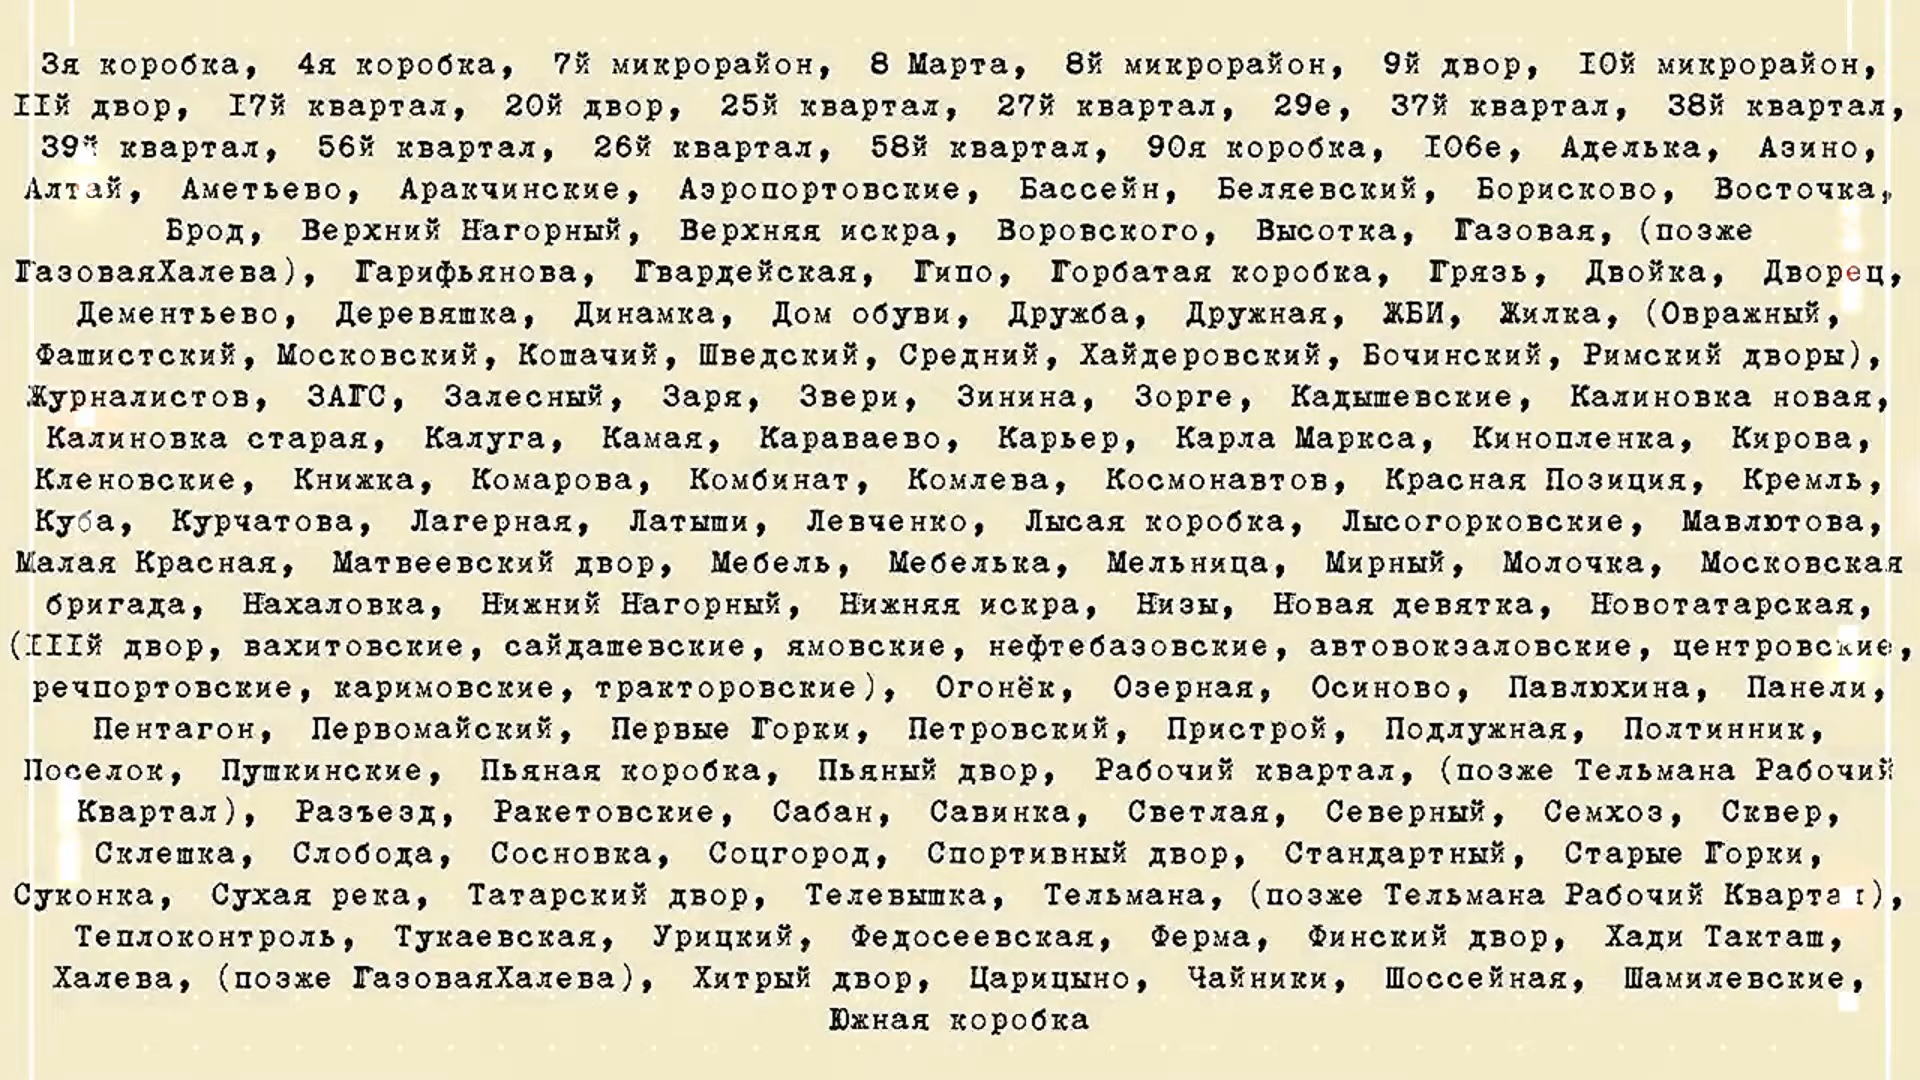 3я коробка, 4я коробка, 7й микрорайон, 8 Марта, 8й микрорайон, 9й двор, I0й микрорайон,
IIй двор, I7й квартал, 20й двор, 25й квартал, 27й квартал, 29е, 37й квартал, 38й квартал,
39й квартал, 56й квартал, 26й квартал, 58й квартал, 90я коробка, I06е, Аделька, Азино,
Алтай, Аметьево, Аракчинские, Аэропортовские, Бассейн, Беляевский, Борисково, Восточка,
Брод, Верхний Нагорный, Верхняя искра, Воровского, Высотка, Газовая, (позже
ГазоваяХалева), Гарифьянова, Гвардейская, Гипо, Горбатая коробка, Грязь, Двойка, Дворец,
Дементьево, Деревяшка, Динамка, Дом обуви, Дружба, Дружная, ЖБИ, Жилка, (Овражный,
Фашистский, Московский, Кошачий, Шведский, Средний, Хайдеровский, Бочинский, Римский дворы),
Журналистов, ЗАГС, Залесный, Заря, Звери, Зинина, Зорге, Кадышевские, Калиновка новая,
Калиновка старая, Калуга, Камая, Караваево, Карьер, Карла Маркса, Кинопленка, Кирова,
Кленовские, Книжка, Комарова, Комбинат, Комлева, Космонавтов, Красная Позиция, Кремль,
Куба, Курчатова, Лагерная, Латыши, Левченко, Лысая коробка, Лысогорковские, Мавлютова,
Малая Красная, Матвеевский двор, Мебель, Мебелька, Мельница, Мирный, Молочка, Московская
бригада, Нахаловка, Нижний Нагорный, Нижняя искра, Низы, Новая девятка, Новотатарская,
(IIIй двор, вахитовские, сайдашевские, ямовские, нефтебазовские, автовокзаловские, центровские,
речпортовские, каримовские, тракторовские), Огонёк, Озерная, Осиново, Павлюхина, Панели,
Пентагон, Первомайский, Первые Горки, Петровский, Пристрой, Подлужная, Полтинник,
Поселок, Пушкинские, Пьяная коробка, Пьяный двор, Рабочий квартал, (позже Тельмана Рабочий
Квартал), Разъезд, Ракетовские, Сабан, Савинка, Светлая, Северный, Семхоз, Сквер,
Склешка, Слобода, Сосновка, Соцгород, Спортивный двор, Стандартный, Старые Горки,
Суконка, Сухая река, Татарский двор, Телевышка, Тельмана, (позже Тельмана Рабочий Квартал),
Теплоконтроль, Тукаевская, Урицкий, Федосеевская, Ферма, Финский двор, Хади Такташ,
Халева, (позже ГазоваяХалева), Хитрый двор, Царицыно, Чайники, Шоссейная, Шамилевские,
Южная коробка